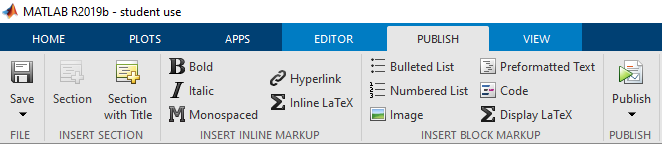 MATLAB R2019b - student use
HOME PLOTS APPS EDITOR PUBLISH VIEW
Save
FILE
Section
Section with Title
INSERT SECTION
B Bold
I Italic
M Monospaced
Hyperlink
Σ Inline LaTeX
INSERT INLINE MARKUP
Bulleted List
Numbered List
Image
Preformatted Text
Code
Σ Display LaTeX
INSERT BLOCK MARKUP
Publish
PUBLISH